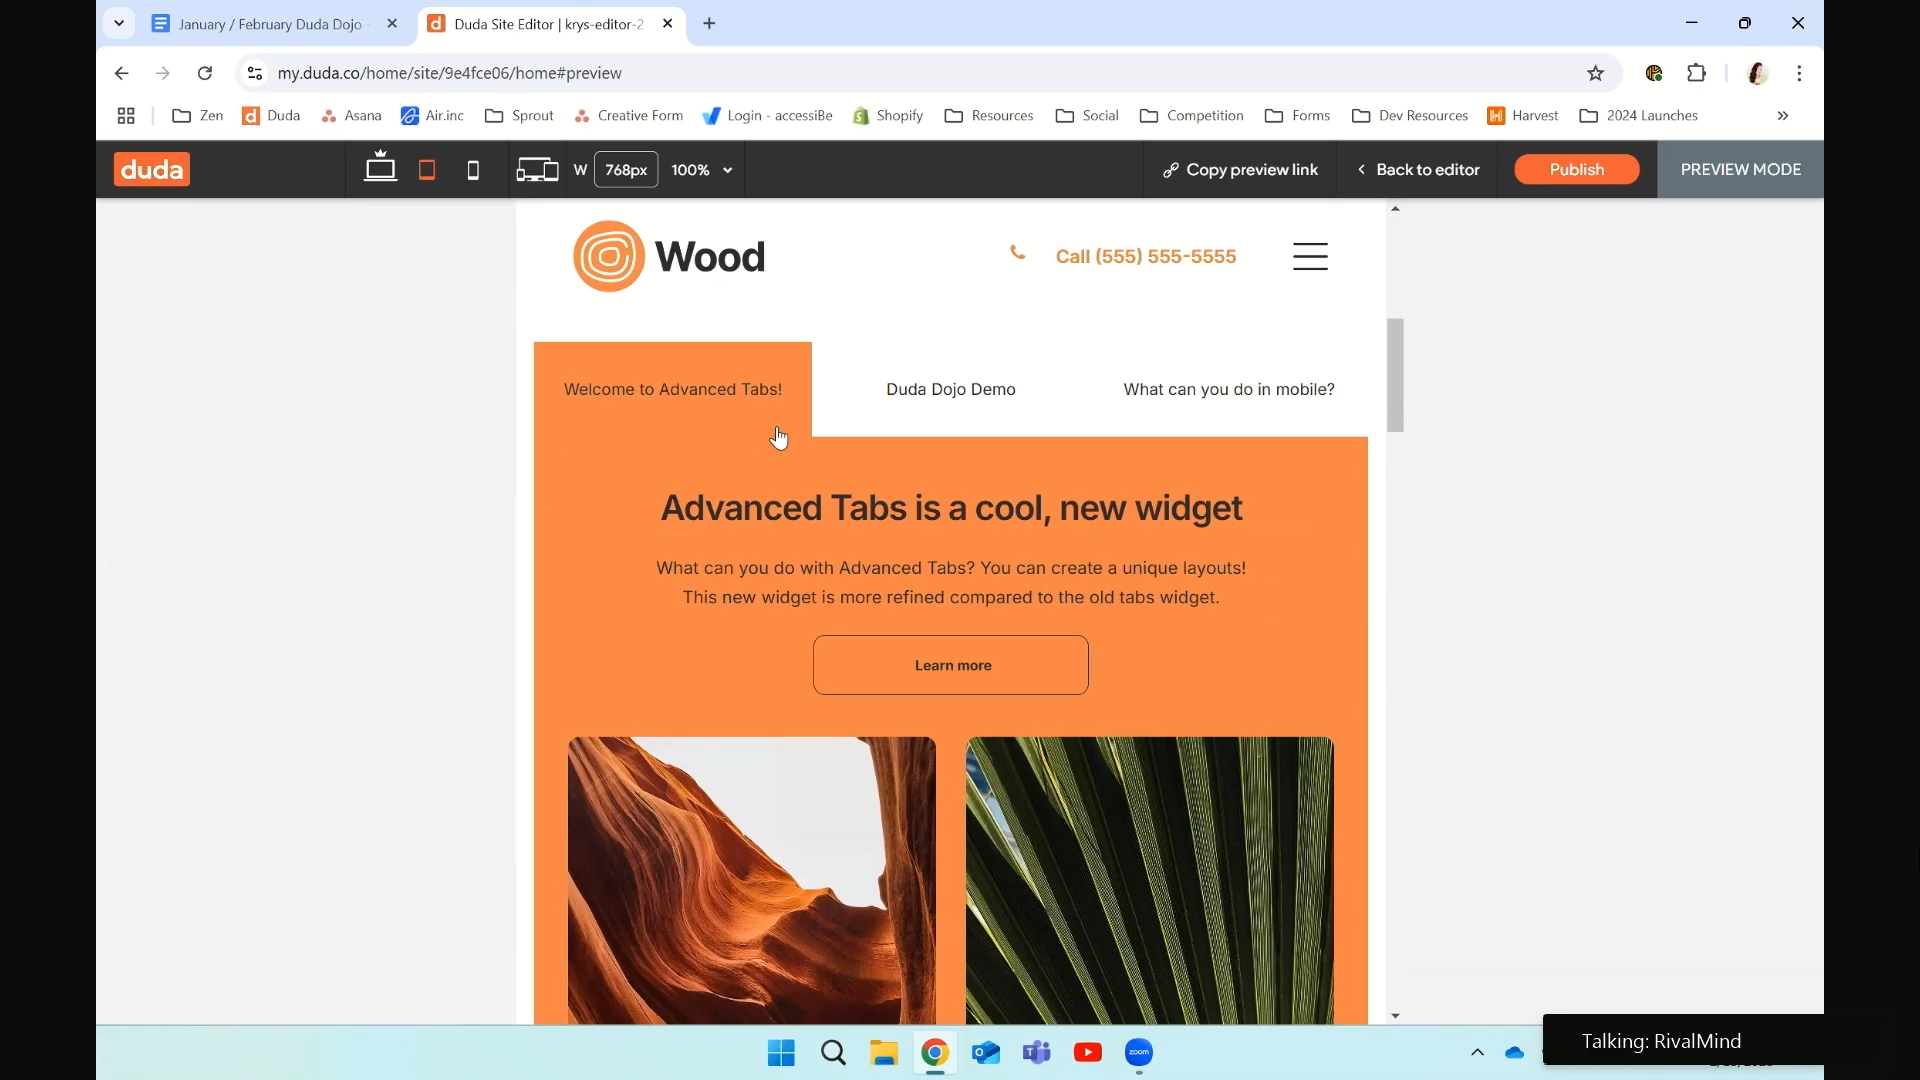 January / February Duda Dojo
Duda Site Editor | krys-editor-2
my.duda.co/home/site/9e4fce06/home#preview
Zen
Duda
Asana
Air.inc
Sprout
Creative Form
Login - accessiBe
Shopify
Resources
Social
Competition
Forms
Dev Resources
Harvest
2024 Launches
duda
W
768px
100%
Copy preview link
Back to editor
Publish
PREVIEW MODE
Wood
Call (555) 555-5555
Welcome to Advanced Tabs!
Duda Dojo Demo
What can you do in mobile?
Advanced Tabs is a cool, new widget
What can you do with Advanced Tabs? You can create a unique layouts!
This new widget is more refined compared to the old tabs widget.
Learn more
zoom
Talking: RivalMind